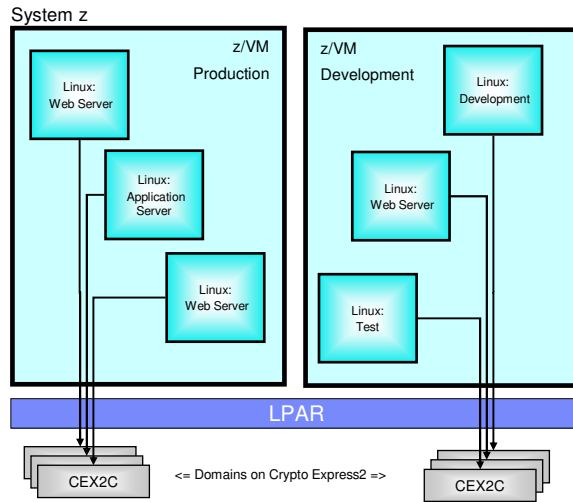 System z
z/VM
Production
Linux:
Web Server
Linux:
Application
Server
Linux:
Web Server
z/VM
Development
Linux:
Development
Linux:
Web Server
Linux:
Test
LPAR
CEX2C
<= Domains on Crypto Express2 =>
CEX2C